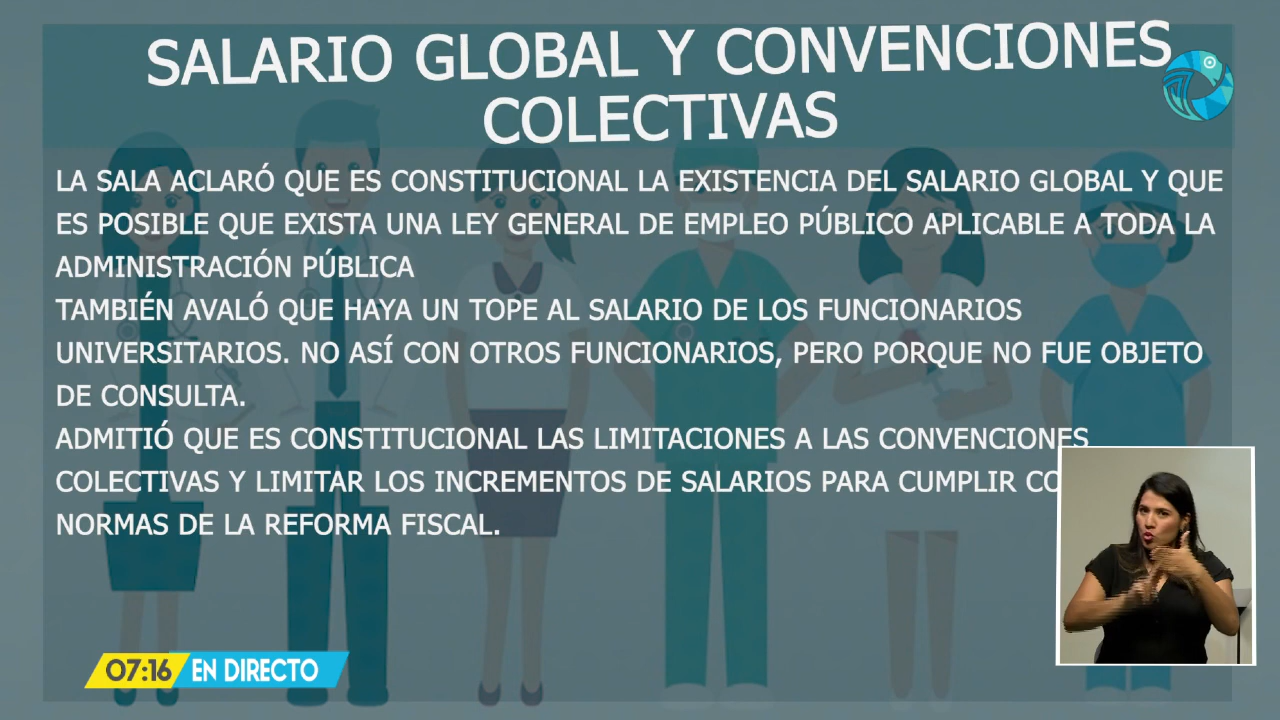 SALARIO GLOBAL Y CONVENCIONES
COLECTIVAS
LA SALA ACLARÓ QUE ES CONSTITUCIONAL LA EXISTENCIA DEL SALARIO GLOBAL Y QUE
ES POSIBLE QUE EXISTA UNA LEY GENERAL DE EMPLEO PÚBLICO APLICABLE A TODA LA
ADMINISTRACIÓN PÚBLICA
TAMBIÉN AVALÓ QUE HAYA UN TOPE AL SALARIO DE LOS FUNCIONARIOS
UNIVERSITARIOS. NO ASÍ CON OTROS FUNCIONARIOS, PERO PORQUE NO FUE OBJETO
DE CONSULTA.
ADMITIÓ QUE ES CONSTITUCIONAL LAS LIMITACIONES A LAS CONVENCIONES
COLECTIVAS Y LIMITAR LOS INCREMENTOS DE SALARIOS PARA CUMPLIR CO
NORMAS DE LA REFORMA FISCAL.
07:16 EN DIRECTO